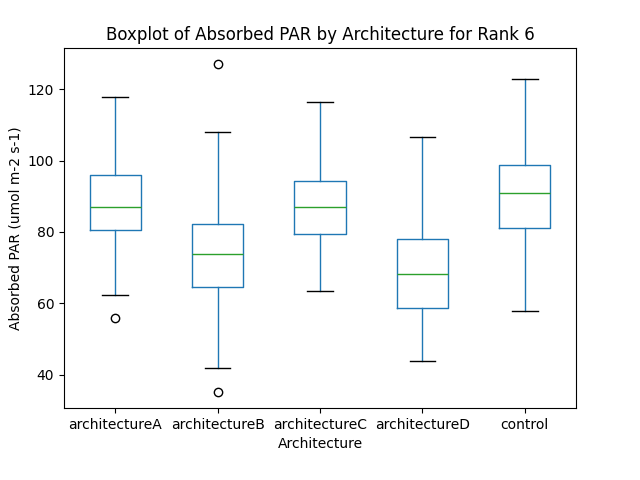 Boxplot of Absorbed PAR by Architecture for Rank 6
Absorbed PAR (umol m-2 s-1)
120
100
80
60
40
architectureA architectureB architectureC architectureD control
Architecture